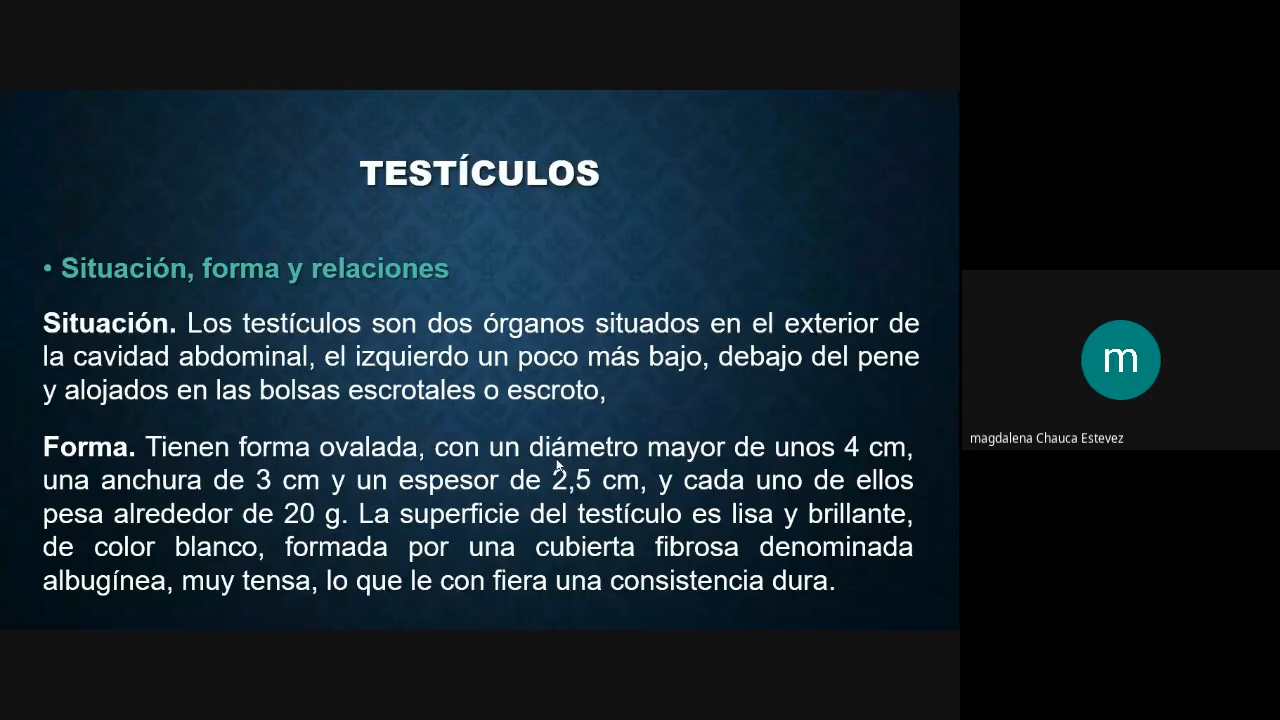 TESTÍCULOS
• Situación, forma y relaciones
Situación. Los testículos son dos órganos situados en el exterior de
la cavidad abdominal, el izquierdo un poco más bajo, debajo del pene
y alojados en las bolsas escrotales o escroto,
Forma. Tienen forma ovalada, con un diámetro mayor de unos 4 cm,
una anchura de 3 cm y un espesor de 2,5 cm, y cada uno de ellos
pesa alrededor de 20 g. La superficie del testículo es lisa y brillante,
de color blanco, formada por una cubierta fibrosa denominada
albugínea, muy tensa, lo que le con fiera una consistencia dura.
m
magdalena Chauca Estevez